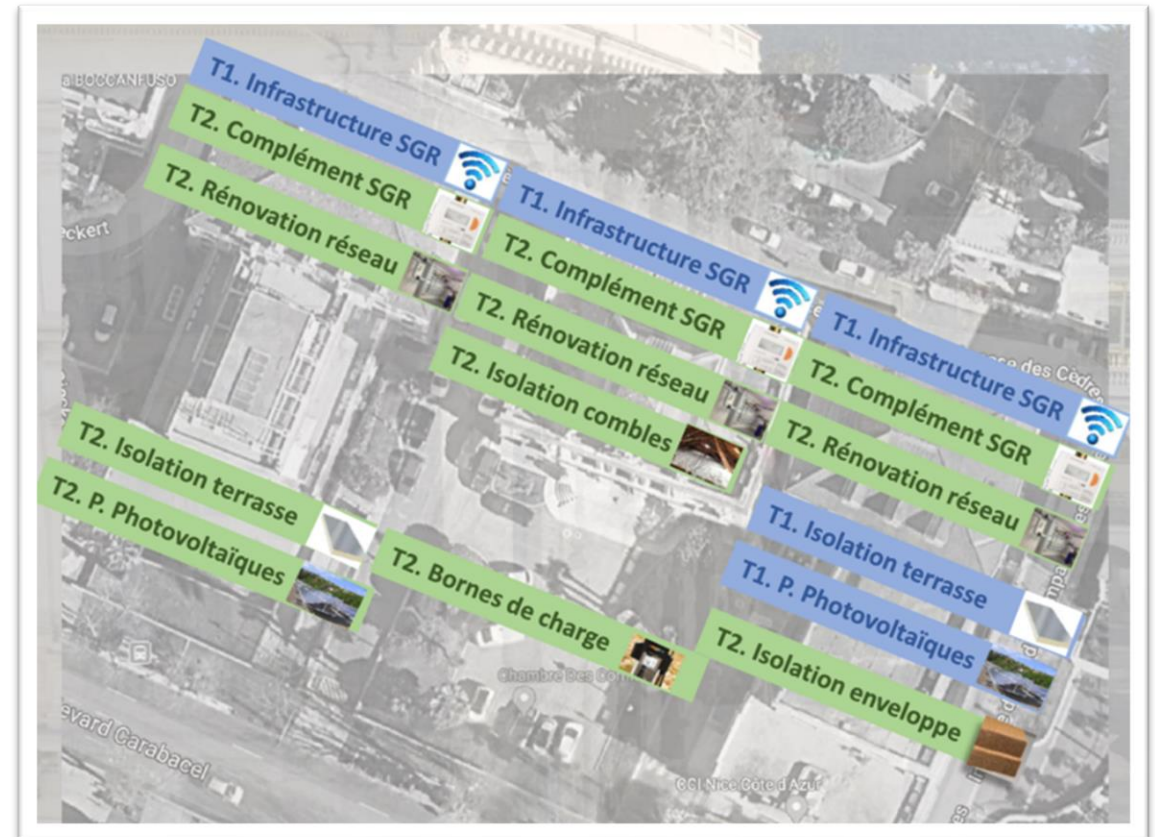 a BOCCANFUSO
T1. Infrastructure SGR
T2. Complément SGR
T2. Rénovation réseau
ckert
T1. Infrastructure SGR
T2. Complément SGR
T2. Rénovation réseau
T2. Isolation combles
T1. Infrastructure SGR
des Cèdres
T2. Complément SGR
T2. Rénovation réseau
T2. Isolation terrasse
T2. P. Photovoltaïques
T2. Bornes de charge
T1. Isolation terrasse
T1. P. Photovoltaïques
T2. Isolation enveloppe
Chambre Des Com
evard Carabacel
CCI Nice Côte d'Azur